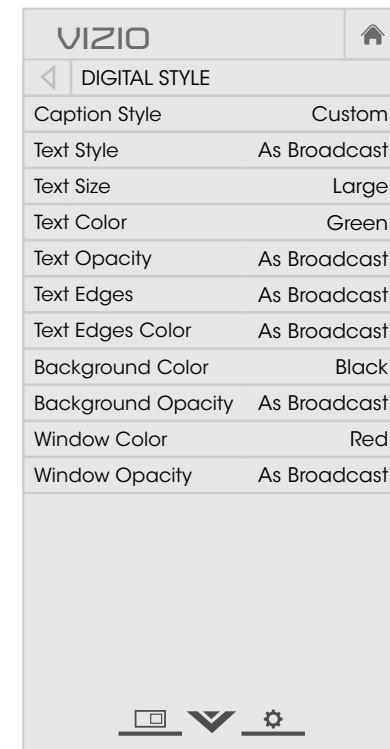 VIZIO
DIGITAL STYLE
Caption Style Custom
Text Style As Broadcast
Text Size Large
Text Color Green
Text Opacity As Broadcast
Text Edges As Broadcast
Text Edges Color As Broadcast
Background Color Black
Background Opacity As Broadcast
Window Color Red
Window Opacity As Broadcast